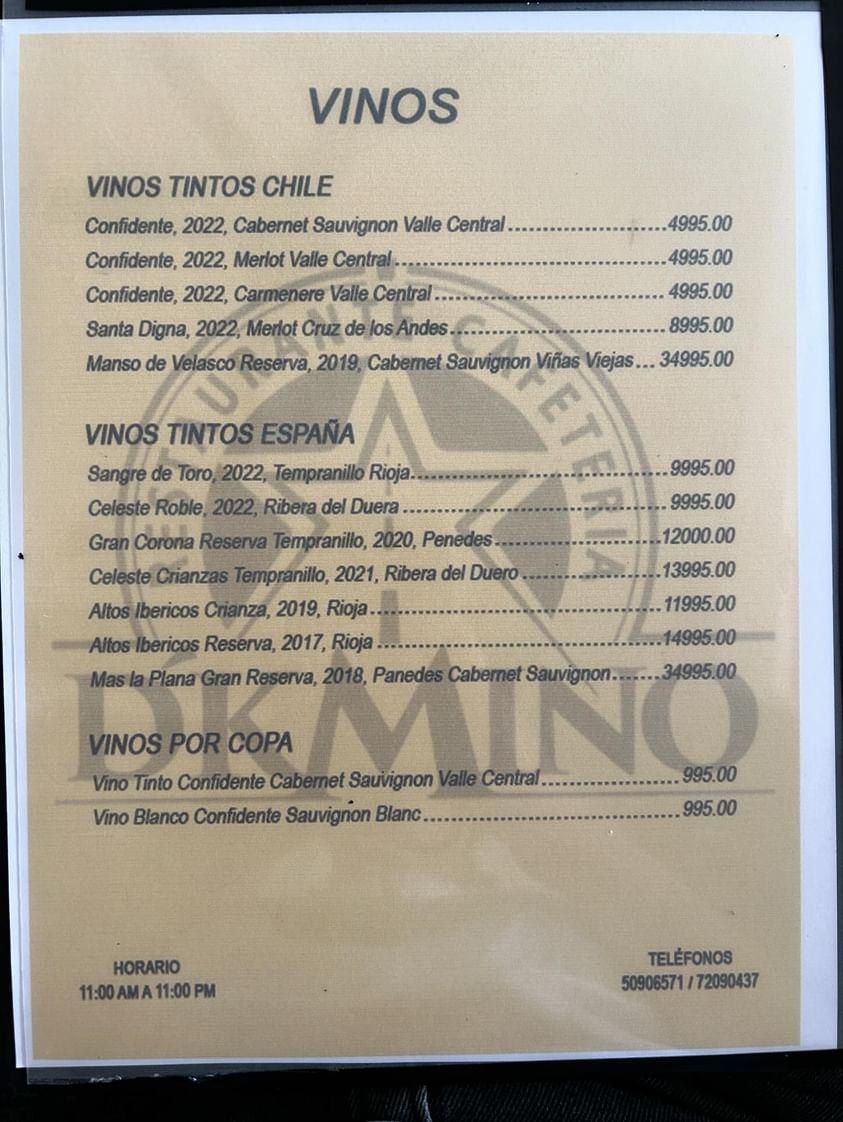 VINOS
VINOS TINTOS CHILE
Confidente, 2022, Cabernet Sauvignon Valle Central..........................4995.00
Confidente, 2022, Merlot Valle Central.............................................4995.00
Confidente, 2022, Carmenere Valle Central...................................... 4995.00
Santa Digna, 2022, Merlot Cruz de los Andes.................................... 8995.00
Manso de Velasco Reserva, 2019, Cabernet Sauvignon Viñas Viejas... 34995.00
VINOS TINTOS ESPAÑA
Sangre de Toro, 2022, Tempranillo Rioja..........................................9995.00
Celeste Roble, 2022, Ribera del Duera ............................................9995.00
Gran Corona Reserva Tempranillo, 2020, Penedes............................12000.00
Celeste Crianzas Tempranillo, 2021, Ribera del Duero .......................13995.00
Altos Ibericos Crianza, 2019, Rioja.................................................11995.00
Altos Ibericos Reserva, 2017, Rioja ................................................14995.00
Mas la Plana Gran Reserva, 2018, Panedes Cabernet Sauvignon.......34995.00
VINOS POR COPA
Vino Tinto Confidente Cabernet Sauvignon Valle Central...................... 995.00
Vino Blanco Confidente Sauvignon Blanc.......................................... 995.00
RESTAURANTE CAFETERIA
D'KMINO
HORARIO
11:00 AM A 11:00 PM
TELÉFONOS
50906571 / 72090437